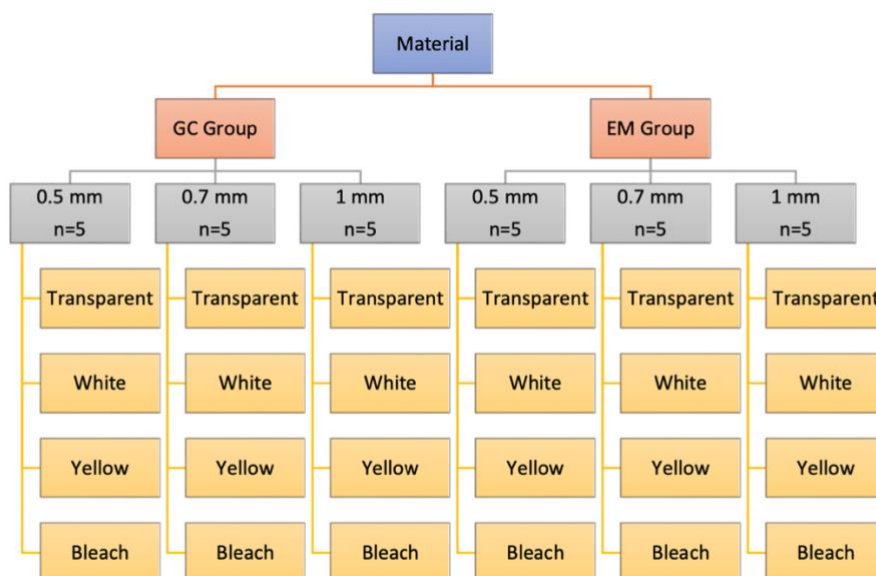 Material
GC Group
EM Group
0.5 mm
n=5
0.7 mm
n=5
1 mm
n=5
0.5 mm
n=5
0.7 mm
n=5
1 mm
n=5
Transparent
Transparent
Transparent
Transparent
Transparent
Transparent
White
White
White
White
White
White
Yellow
Yellow
Yellow
Yellow
Yellow
Yellow
Bleach
Bleach
Bleach
Bleach
Bleach
Bleach